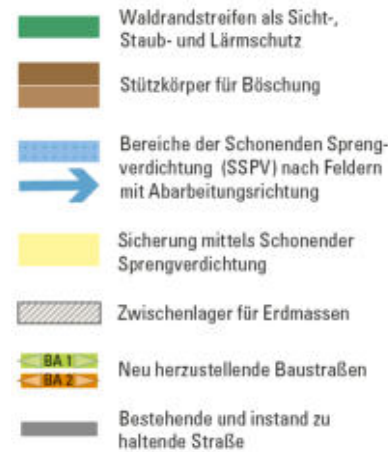 Waldrandstreifen als Sicht-,
Staub- und Lärmschutz
Stützkörper für Böschung
Bereiche der Schonenden Spreng-
verdichtung (SSPV) nach Feldern
mit Abarbeitungsrichtung
Sicherung mittels Schonender
Sprengverdichtung
Zwischenlager für Erdmassen
BA 1
BA 2
Neu herzustellende Baustraßen
Bestehende und instand zu
haltende Straße